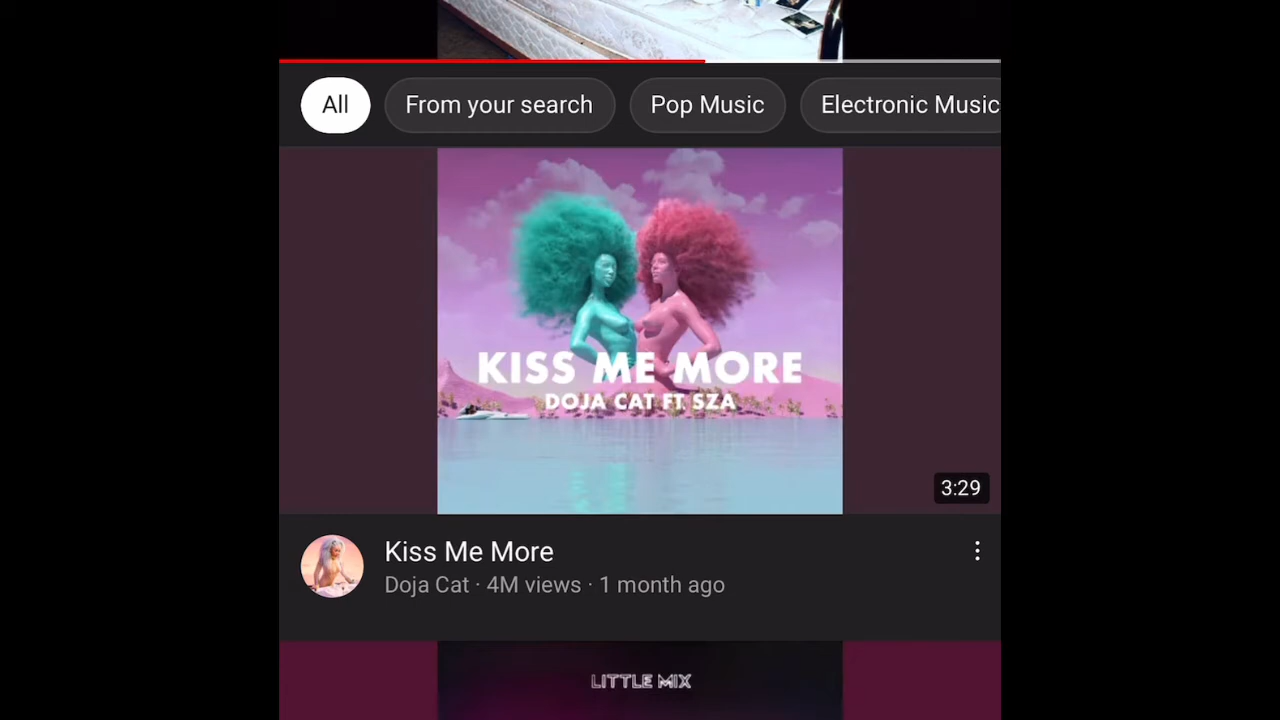 All
From your search
Pop Music
Electronic Music
KISS ME MORE
DOJA CAT FT. SZA
3:29
Kiss Me More
Doja Cat · 4M views · 1 month ago
LITTLE MIX